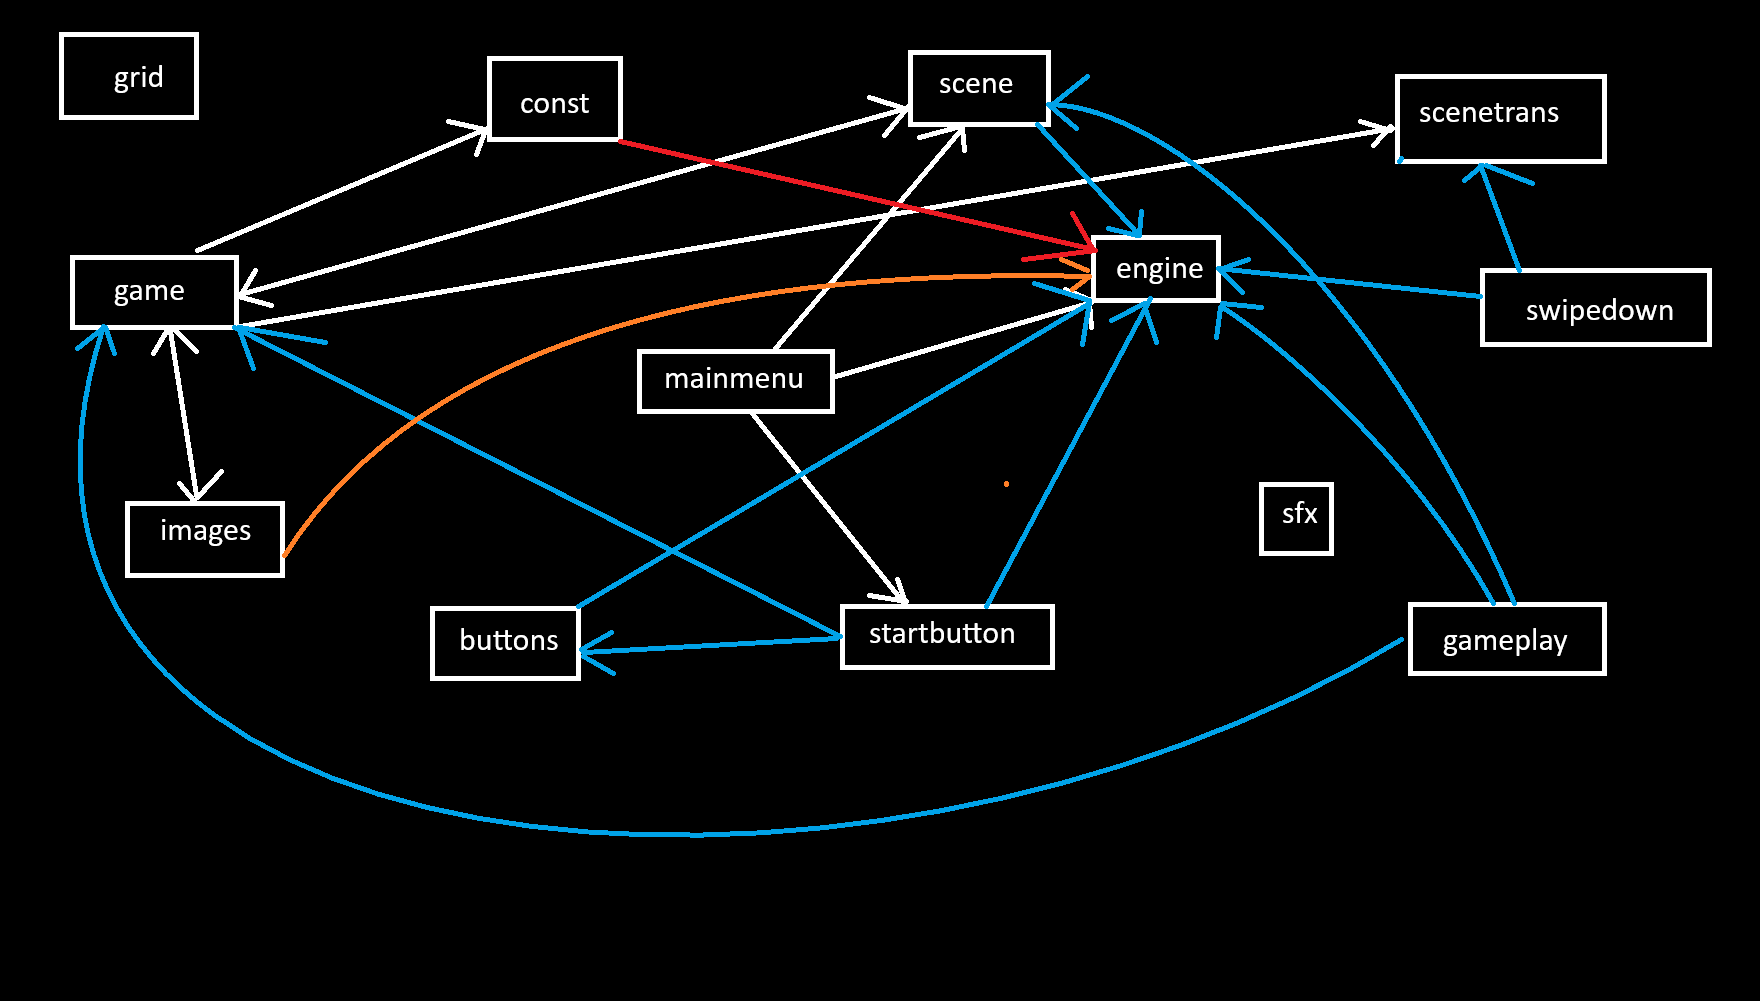 grid
const
scene
scenetrans
game
engine
swipedown
mainmenu
images
sfx
buttons
startbutton
gameplay